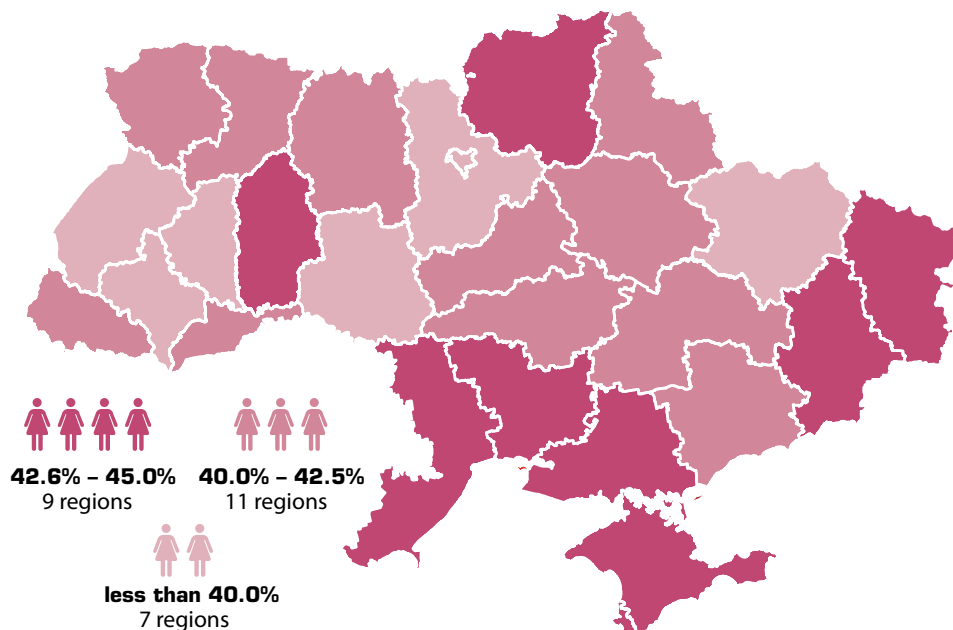 42.6% – 45.0%
9 regions
40.0% – 42.5%
11 regions
less than 40.0%
7 regions